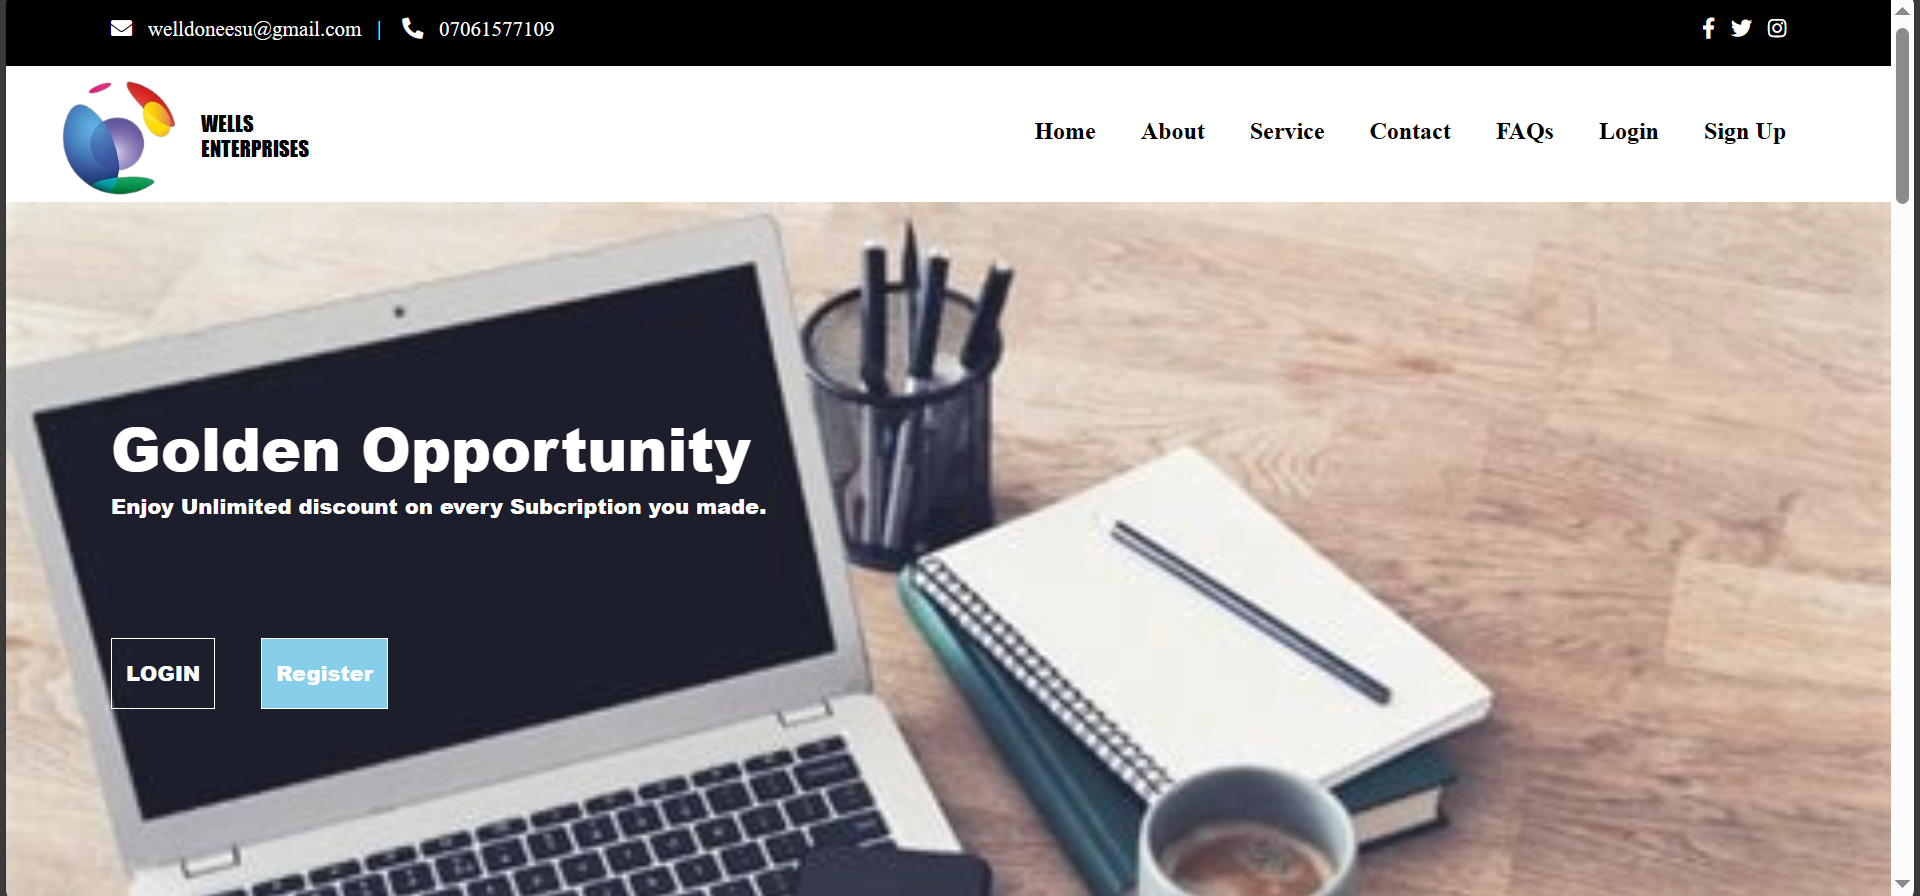 welldoneesu@gmail.com | 07061577109
WELLS
ENTERPRISES
Home About Service Contact FAQs Login Sign Up
Golden Opportunity
Enjoy Unlimited discount on every Subcription you made.
LOGIN Register